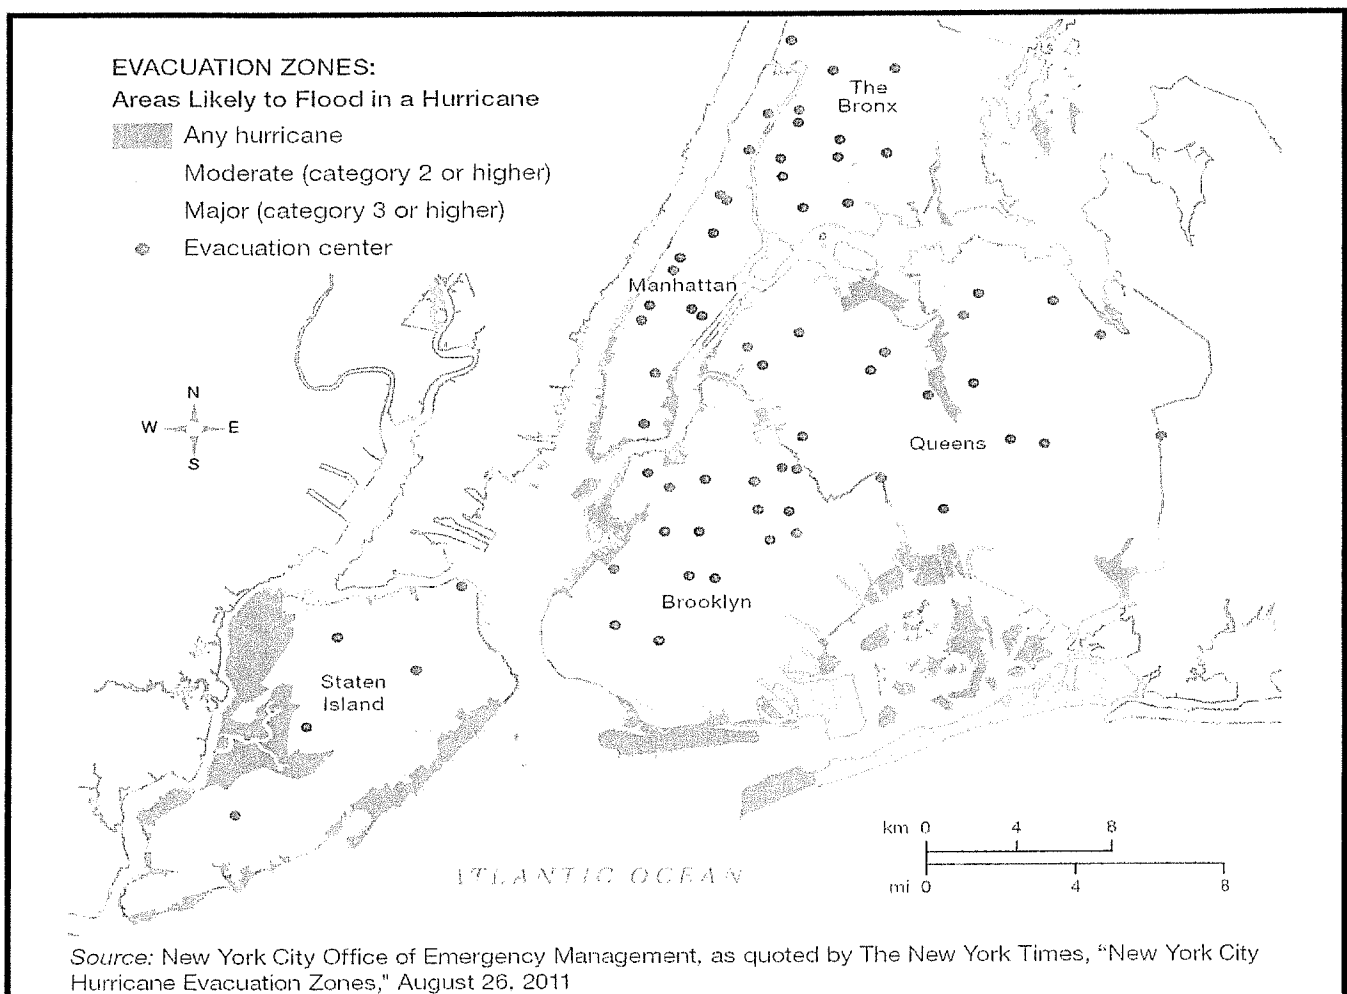 EVACUATION ZONES:
Areas Likely to Flood in a Hurricane
Any hurricane
Moderate (category 2 or higher)
Major (category 3 or higher)
Evacuation center
The
Bronx
Manhattan
N
W E
S
Queens
Brooklyn
Staten
Island
km 0 4 8
mi 0 4 8
ATLANTIC OCEAN
Source: New York City Office of Emergency Management, as quoted by The New York Times, “New York City
Hurricane Evacuation Zones,” August 26, 2011